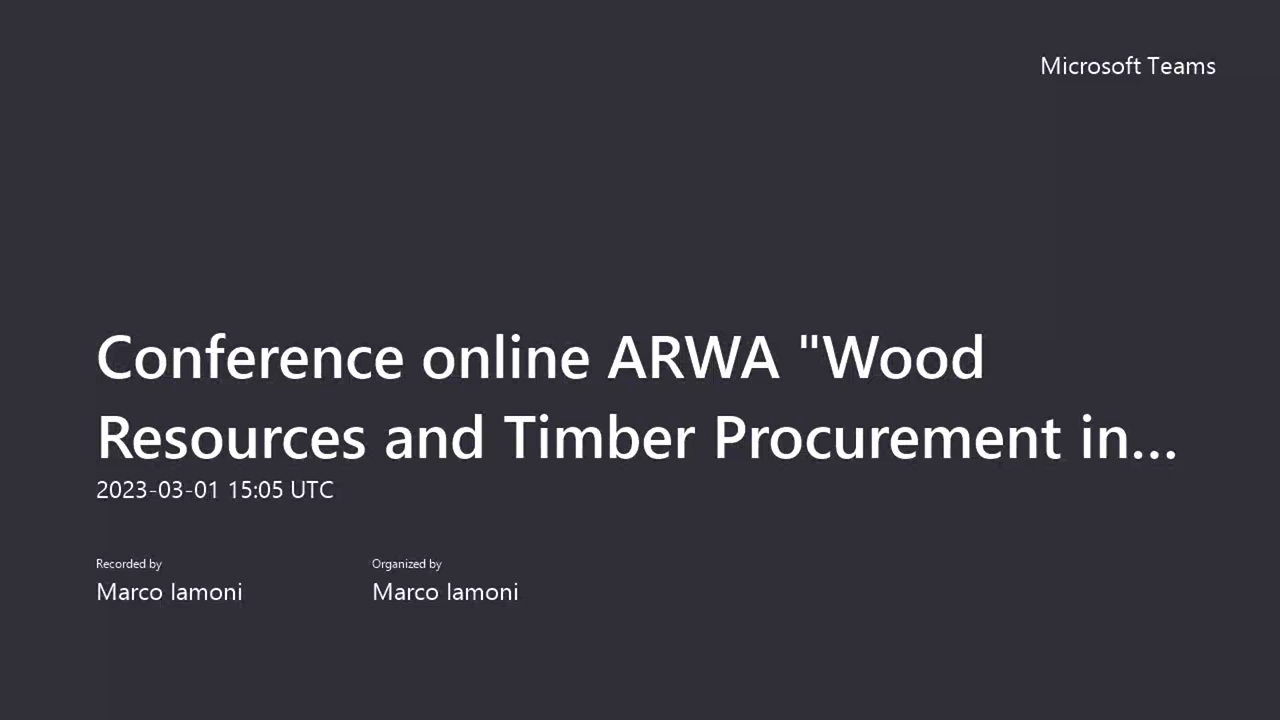 Microsoft Teams
Conference online ARWA "Wood
Resources and Timber Procurement in...
2023-03-01 15:05 UTC
Recorded by
Organized by
Marco Iamoni
Marco Iamoni